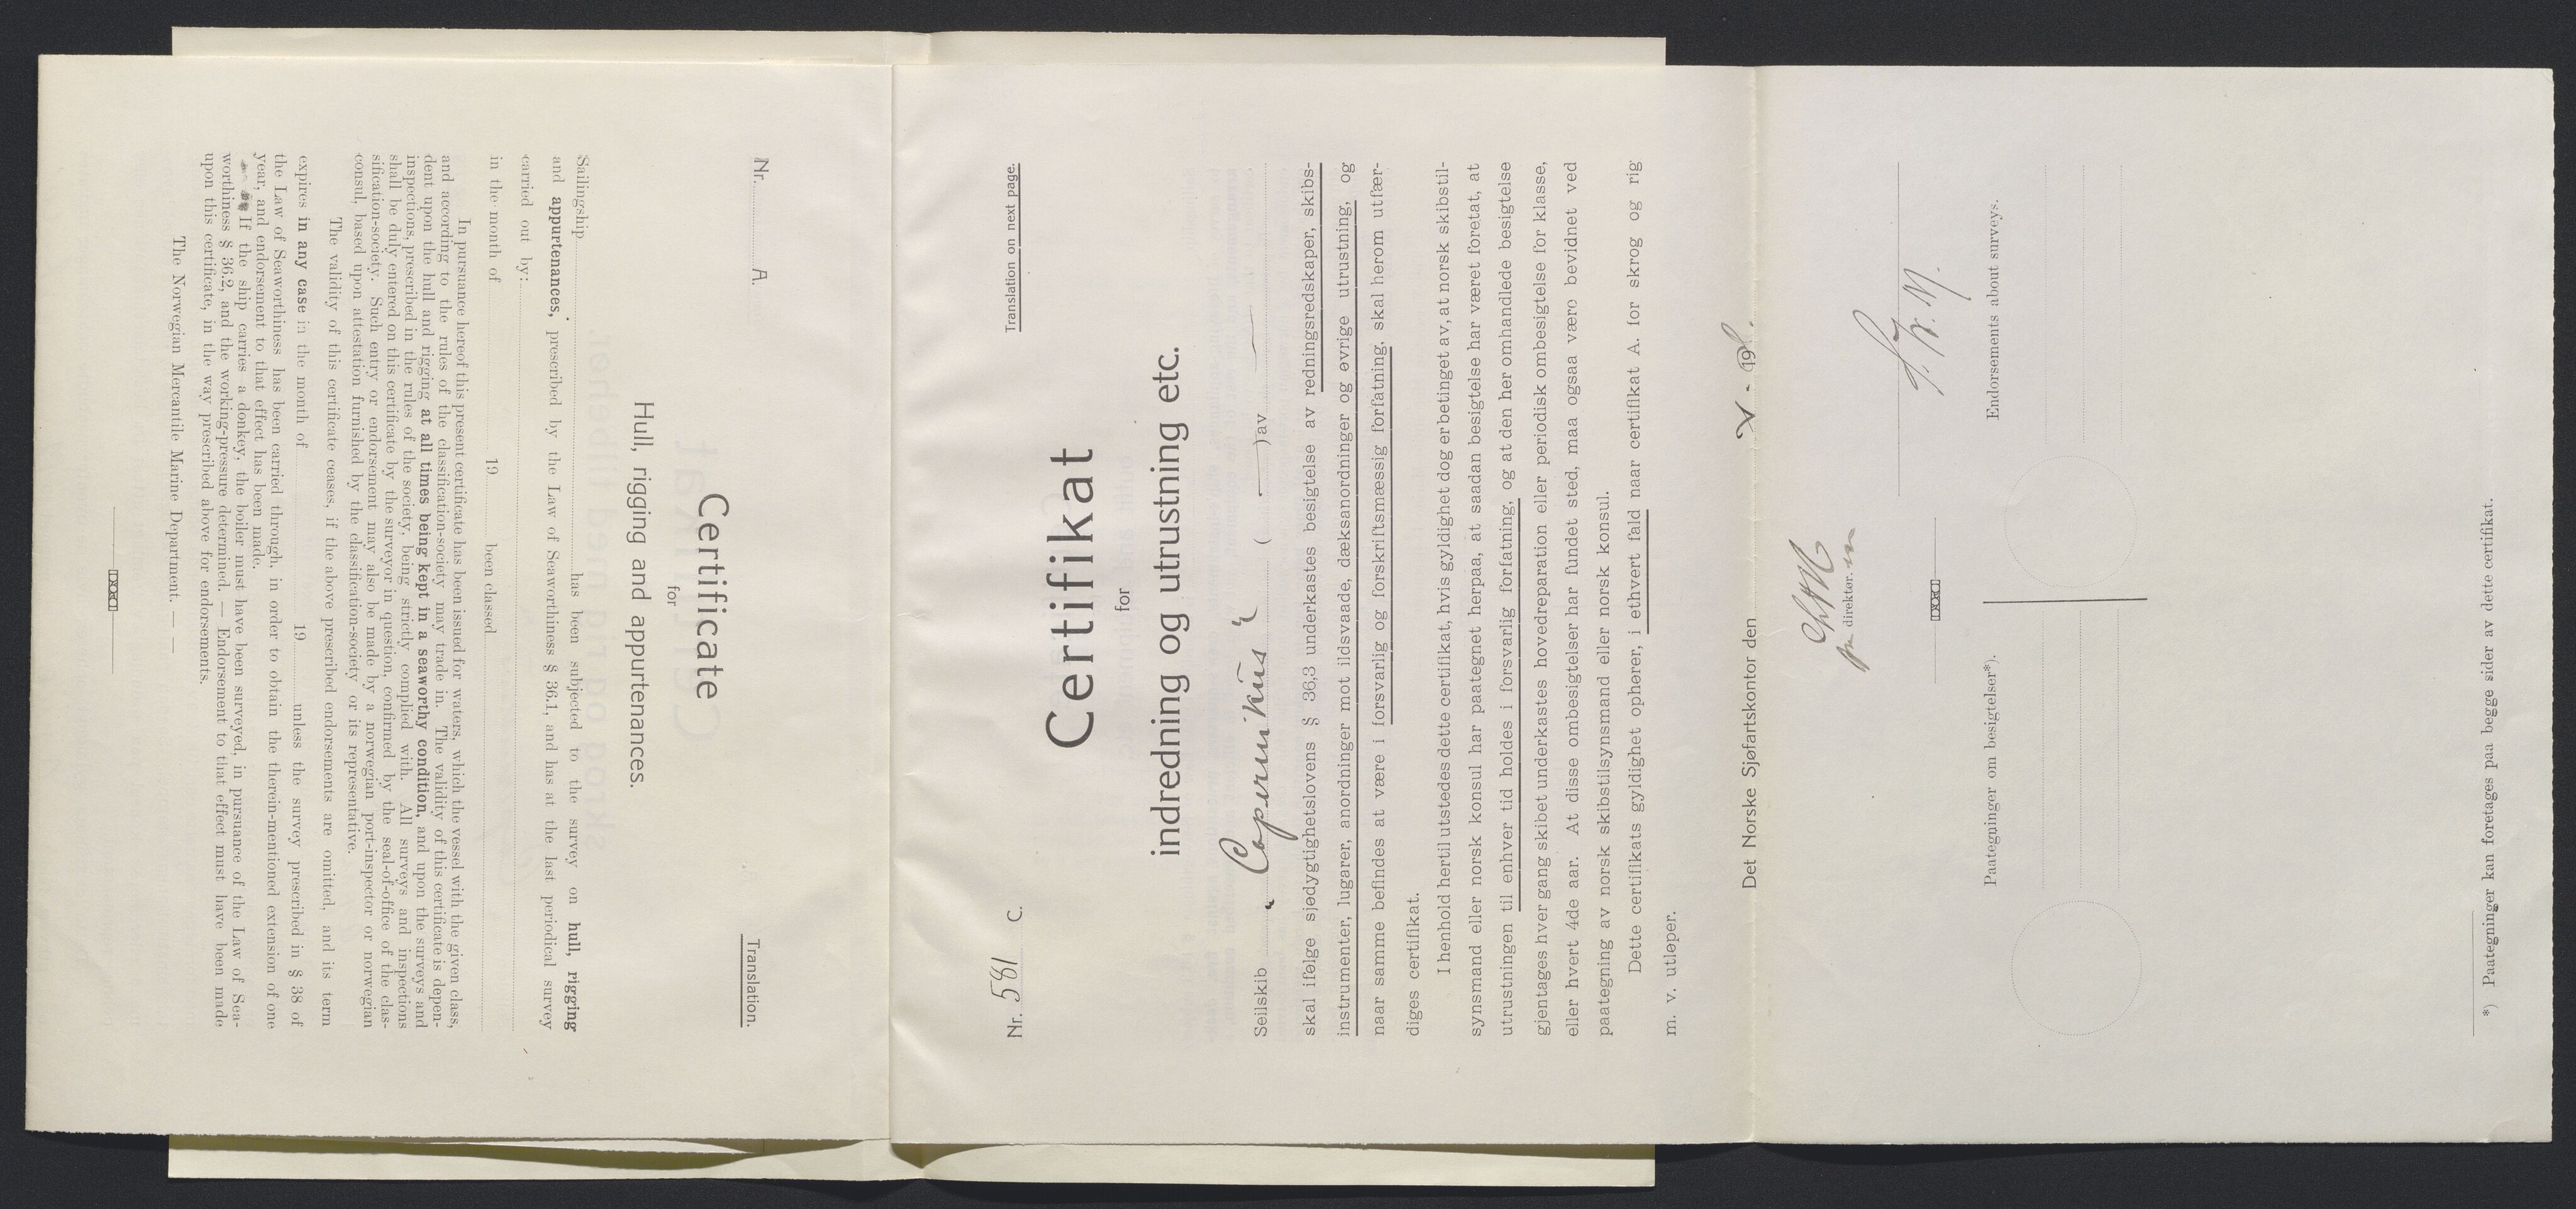 Translation.
Nr. A.
Certificate
for
Hull, rigging and appurtenances.
Sailingship has been subjected to the survey on hull, rigging
and appurtenances, prescribed by the Law of Seaworthiness § 36.1, and has at the last periodical survey
carried out by:
in the month of 19 been classed
In pursuance hereof this present certificate has been issued for waters, which the vessel with the given class,
and according to the rules of the classification-society may trade in. The validity of this certificate is depen-
dent upon the hull and rigging at all times being kept in a seaworthy condition, and upon the surveys and
inspections, prescribed in the rules of the society, being strictly complied with. All surveys and inspections
shall be duly entered on this certificate by the surveyor in question, confirmed by the seal-of-office of the clas-
sification-society. Such entry or endorsement may also be made by a norwegian port-inspector or norwegian
consul, based upon attestation furnished by the classification-society or its representative.
The validity of this certificate ceases, if the above prescribed endorsements are omitted, and its term
expires in any case in the month of 19 unless the survey prescribed in § 38 of
the Law of Seaworthiness has been carried through, in order to obtain the therein-mentioned extension of one
year, and endorsement to that effect has been made.
If the ship carries a donkey, the boiler must have been surveyed, in pursuance of the Law of Sea-
worthiness § 36.2, and the working-pressure determined. — Endorsement to that effect must have been made
upon this certificate, in the way prescribed above for endorsements.
The Norwegian Mercantile Marine Department. — —
Nr. 581 C.
Translation on next page.
Certifikat
for
indredning og utrustning etc.
Seilskib " Copernikus " ( — ) av —
skal ifølge sjødygtighetslovens § 36,3 underkastes besigtelse av redningsredskaper, skibs-
instrumenter, lugarer, anordninger mot ildsvaade, dæksanordninger og øvrige utrustning, og
naar samme befindes at være i forsvarlig og forskriftsmæssig forfatning, skal herom utfær-
diges certifikat.
I henhold hertil utstedes dette certifikat, hvis gyldighet dog er betinget av, at norsk skibstil-
synsmand eller norsk konsul har paategnet herpaa, at saadan besigtelse har været foretat, at
utrustningen til enhver tid holdes i forsvarlig forfatning, og at den her omhandlede besigtelse
gjentages hver gang skibet underkastes hovedreparation eller periodisk ombesigtelse for klasse,
eller hvert 4de aar. At disse ombesigtelser har fundet sted, maa ogsaa være bevidnet ved
paategning av norsk skibstilsynsmand eller norsk konsul.
Dette certifikats gyldighet ophører, i ethvert fald naar certifikat A. for skrog og rig
m. v. utløper.
Det Norske Sjøfartskontor den 19
direktør.
Paategninger om besigtelser*).
Endorsements about surveys.
*) Paategninger kan foretages paa begge sider av dette certifikat.